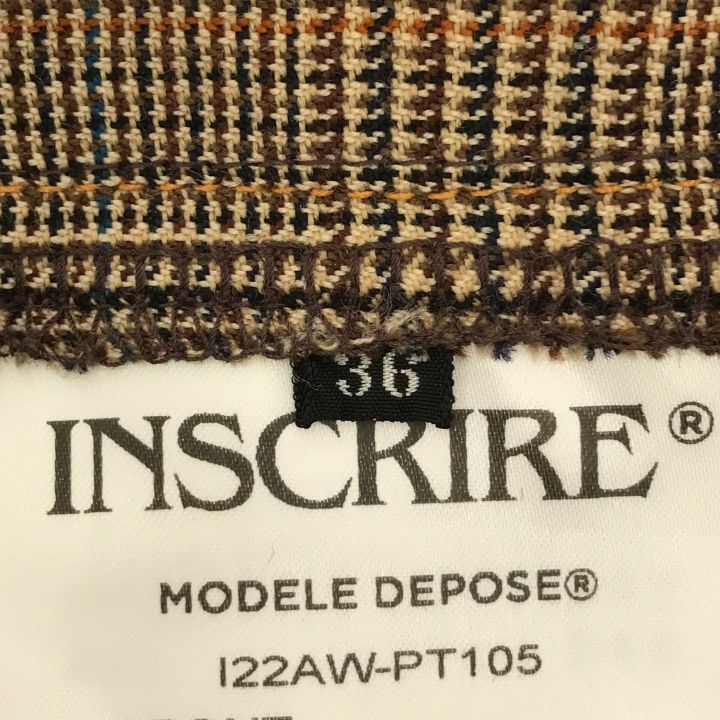 36
INSCRIRE®
MODELE DEPOSE®
I22AW-PT105